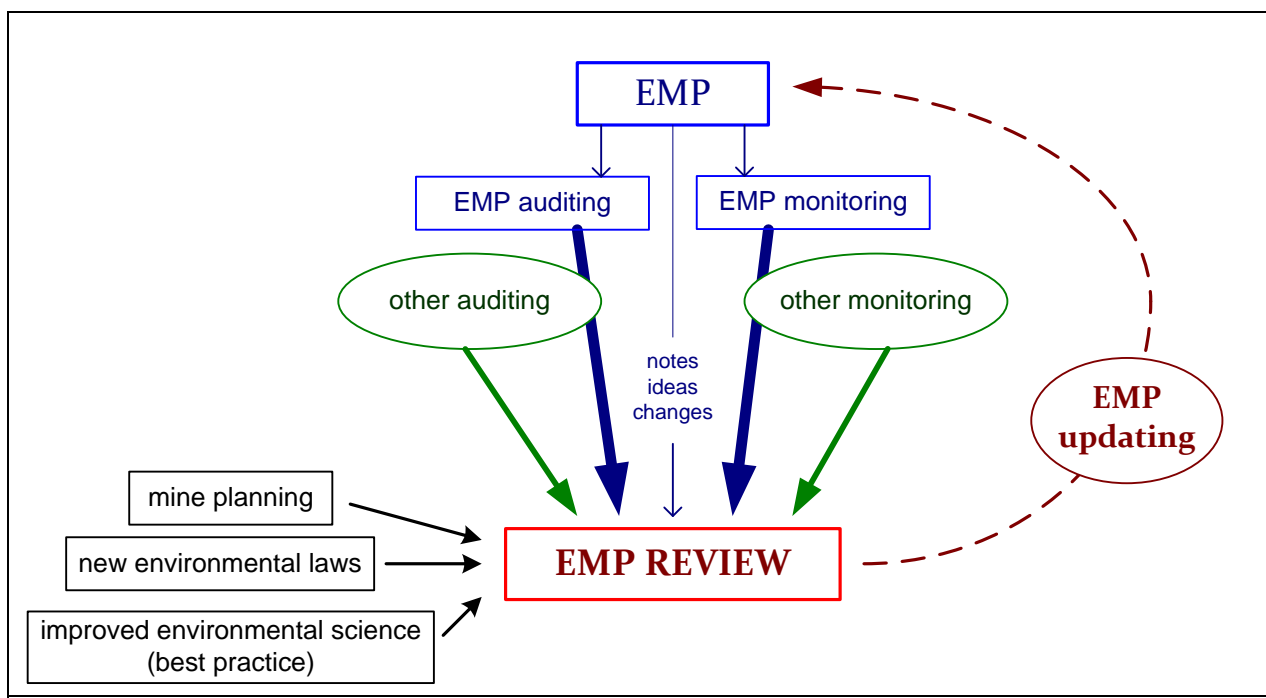 EMP
EMP auditing
EMP monitoring
other auditing
other monitoring
notes
ideas
changes
EMP
updating
mine planning
new environmental laws
improved environmental science
(best practice)
EMP REVIEW